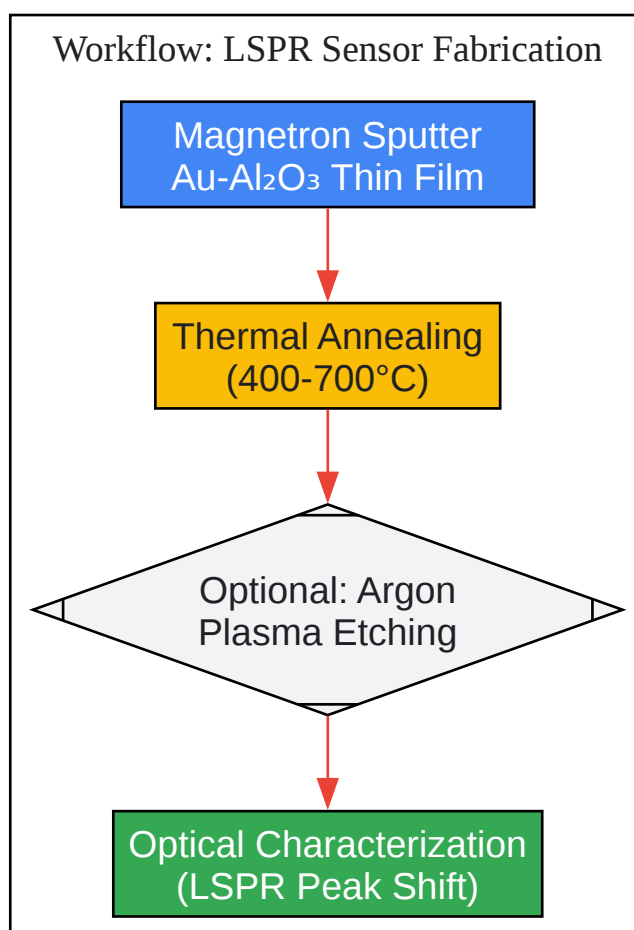 Workflow: LSPR Sensor Fabrication
Magnetron Sputter
Au-Al₂O₃ Thin Film
Thermal Annealing
(400-700°C)
Optional: Argon
Plasma Etching
Optical Characterization
(LSPR Peak Shift)